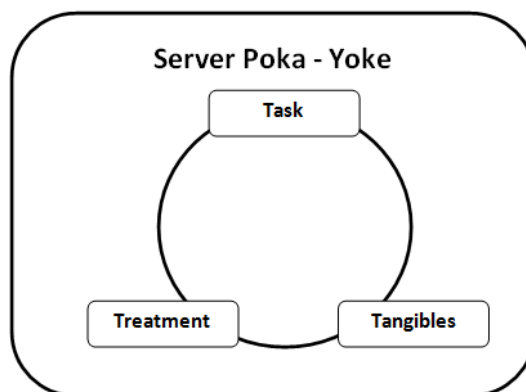 Server Poka - Yoke
Task
Treatment
Tangibles